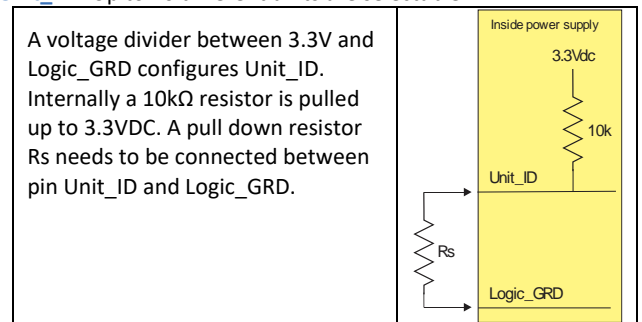 A voltage divider between 3.3V and
Logic_GRD configures Unit_ID.
Internally a 10kΩ resistor is pulled
up to 3.3VDC. A pull down resistor
Rs needs to be connected between
pin Unit_ID and Logic_GRD.
Inside power supply
3.3Vdc
10k
Unit_ID
Rs
Logic_GRD